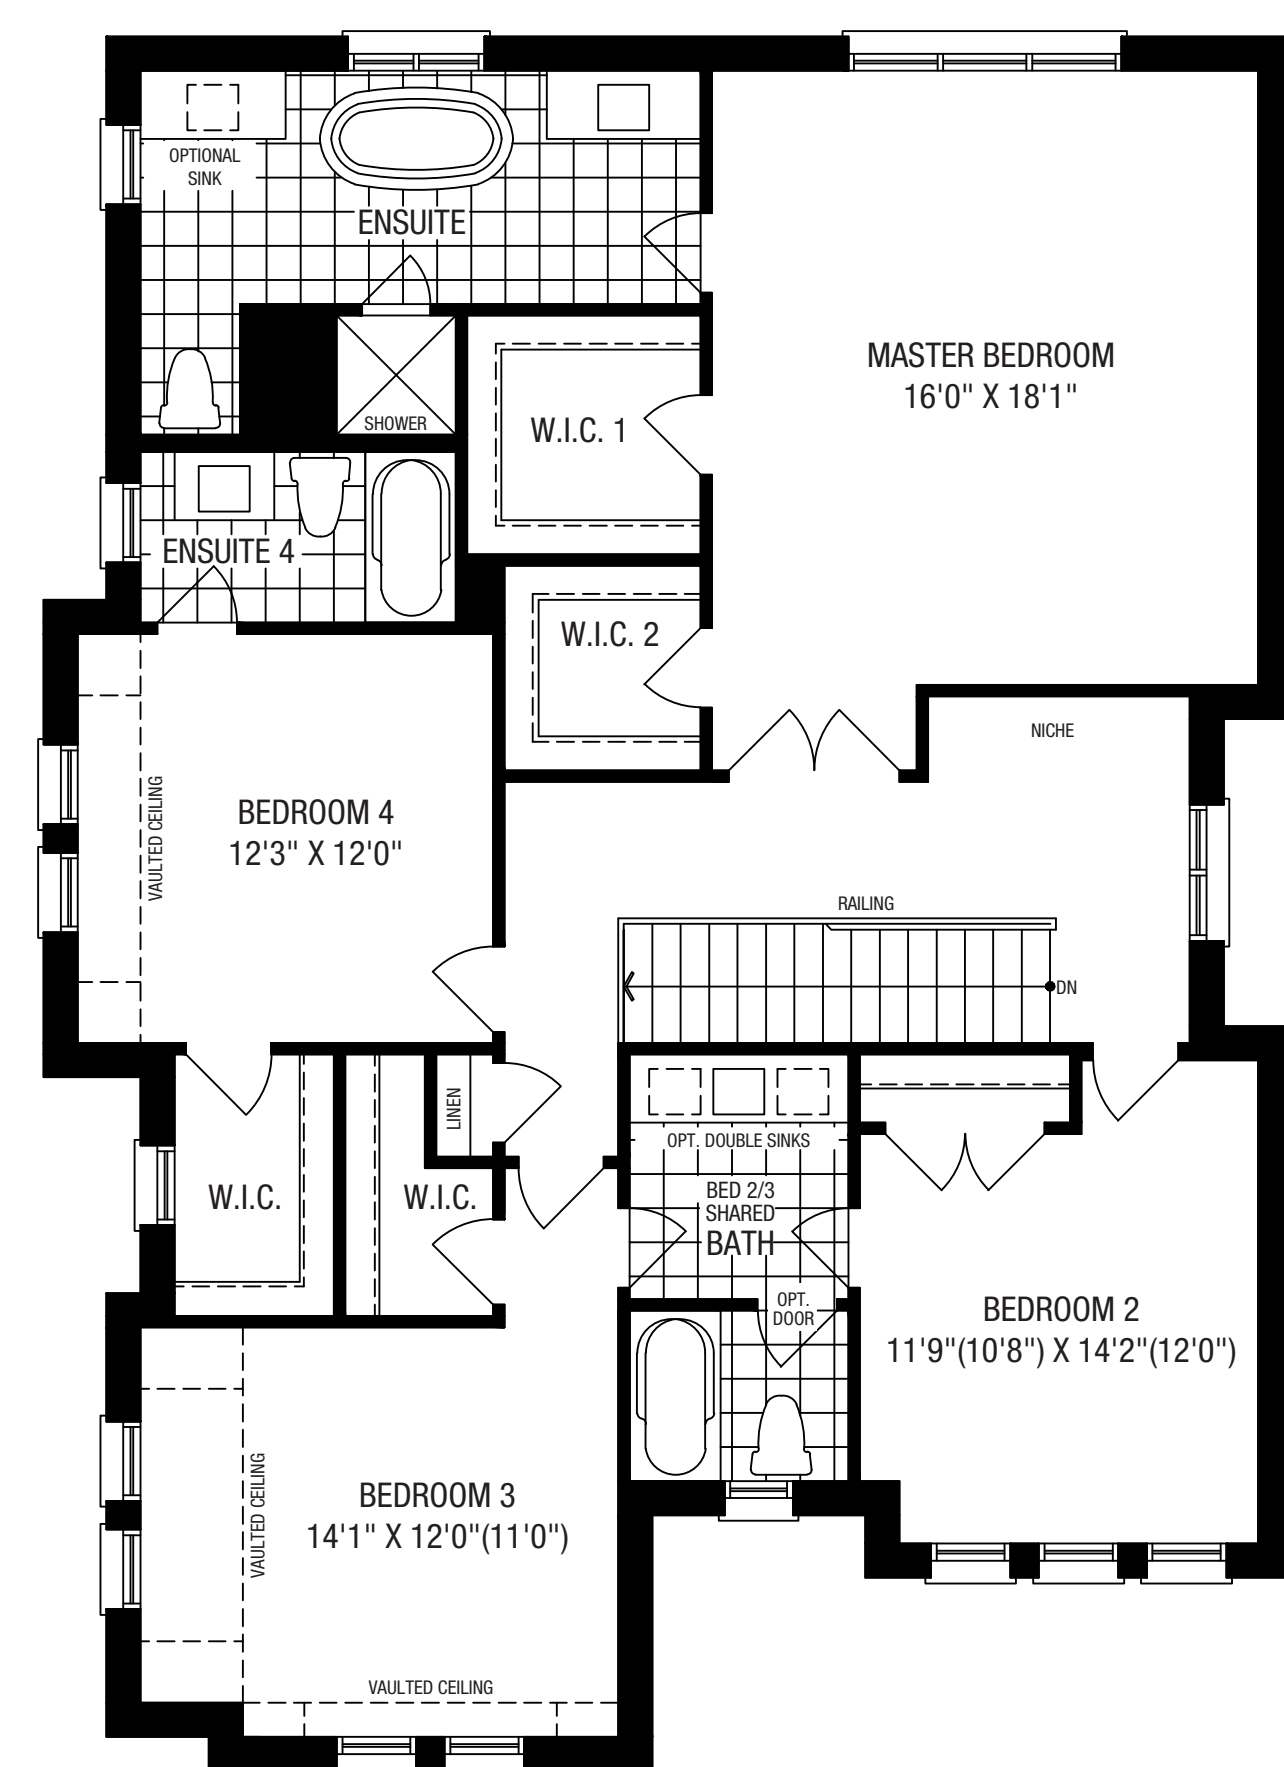 OPTIONAL
SINK
ENSUITE
MASTER BEDROOM
16'0" X 18'1"
SHOWER
W.I.C. 1
ENSUITE 4
W.I.C. 2
NICHE
VAULTED CEILING
BEDROOM 4
12'3" X 12'0"
RAILING
DN
LINEN
OPT. DOUBLE SINKS
W.I.C.
W.I.C.
BED 2/3
SHARED
BATH
OPT.
DOOR
BEDROOM 2
11'9"(10'8") X 14'2"(12'0")
VAULTED CEILING
BEDROOM 3
14'1" X 12'0"(11'0")
VAULTED CEILING